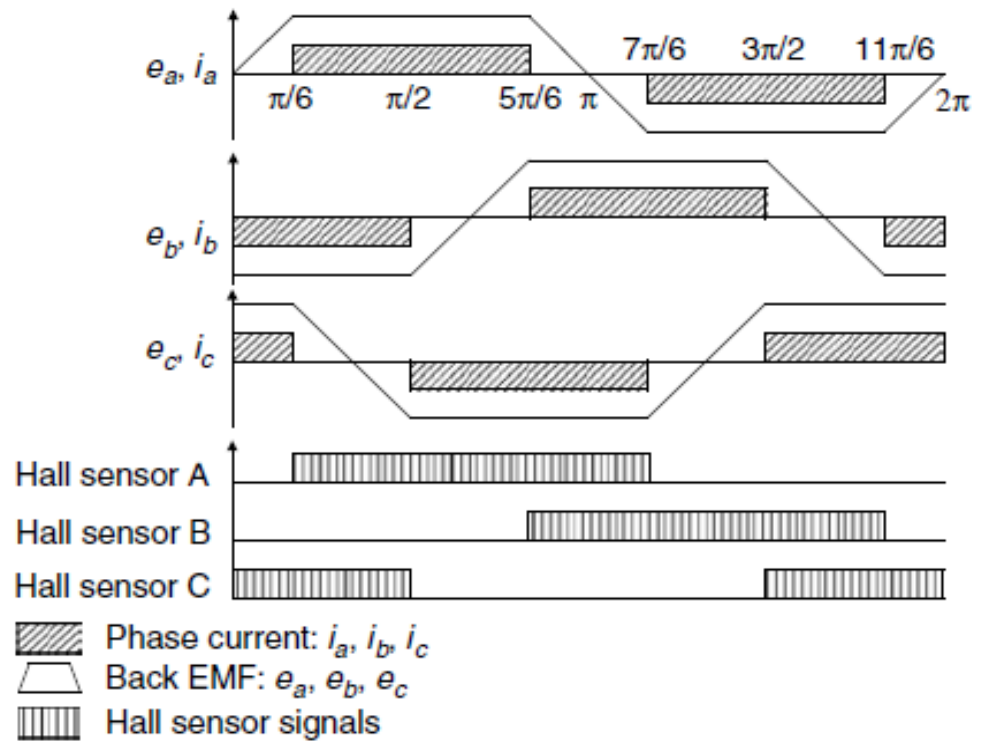 7π/6 3π/2 11π/6
e_a, i_a
π/6 π/2 5π/6 π 2π
e_b, i_b
e_c, i_c
Hall sensor A
Hall sensor B
Hall sensor C
Phase current: i_a, i_b, i_c
Back EMF: e_a, e_b, e_c
Hall sensor signals